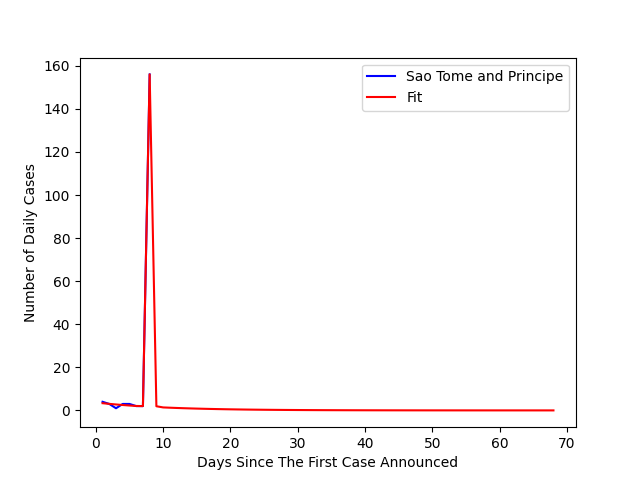 Sao Tome and Principe
Fit
160
140
120
100
80
60
40
20
0
Number of Daily Cases
0 10 20 30 40 50 60 70
Days Since The First Case Announced